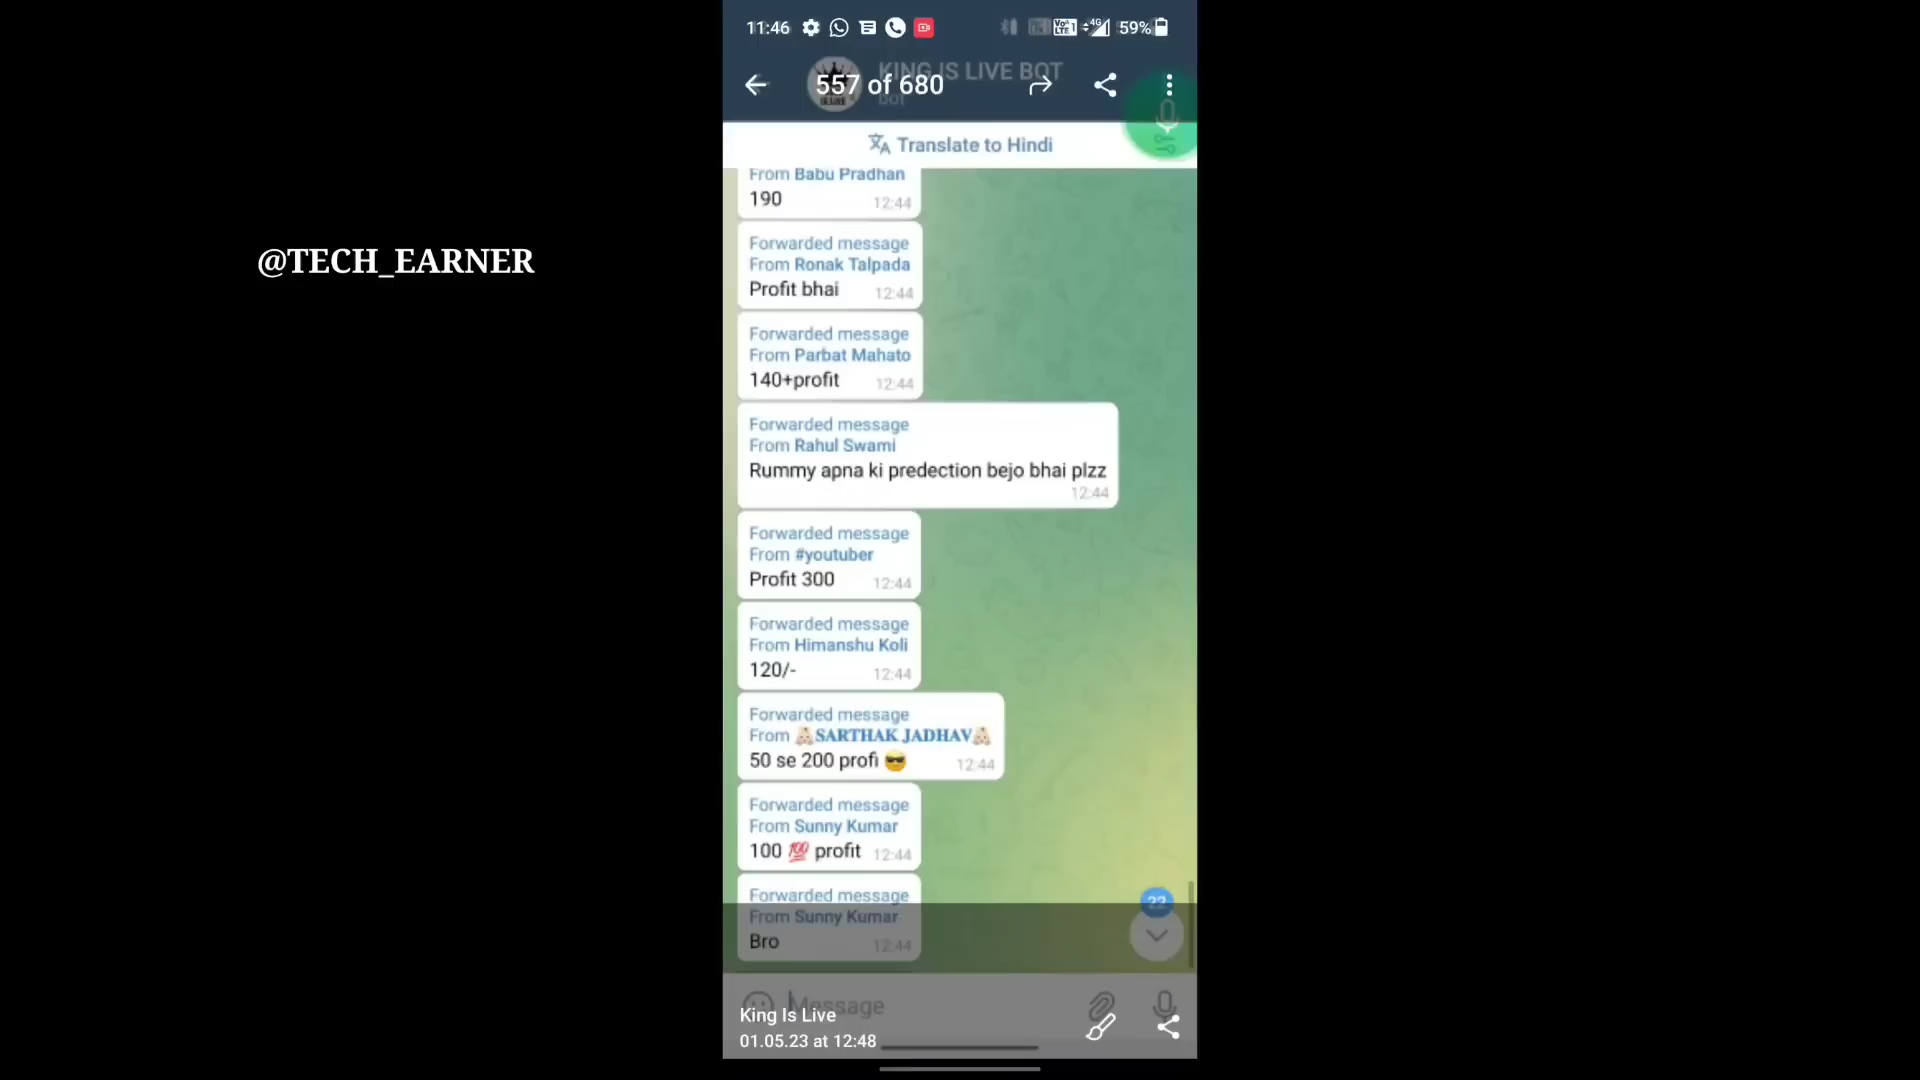 11:46
VoLTE1
4G
59%
KING IS LIVE BOT
bot
557 of 680
Translate to Hindi
@TECH_EARNER
From Babu Pradhan
190 12:44
Forwarded message
From Ronak Talpada
Profit bhai 12:44
Forwarded message
From Parbat Mahato
140+profit 12:44
Forwarded message
From Rahul Swami
Rummy apna ki predection bejo bhai plzz
12:44
Forwarded message
From #youtuber
Profit 300 12:44
Forwarded message
From Himanshu Koli
120/- 12:44
Forwarded message
From 👶🏻SARTHAK JADHAV👶🏻
50 se 200 profi 😎 12:44
Forwarded message
From Sunny Kumar
100 💯 profit 12:44
Forwarded message
From Sunny Kumar
Bro 12:44
22
Message
King Is Live
01.05.23 at 12:48